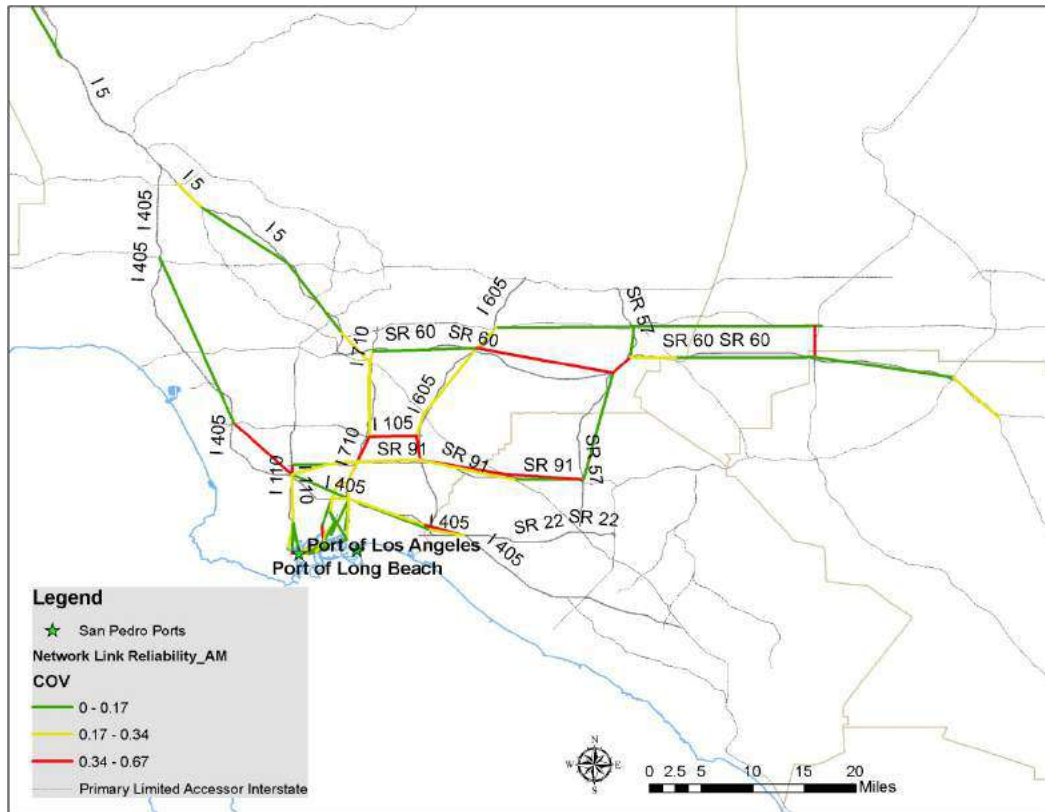 I 5
I 5
I 405
I 5
I 405
I 605
SR 57
I 710
SR 60
SR 60
SR 60 SR 60
I 605
I 405
I 105
I 710
SR 91
SR 91
SR 91
SR 57
I 110
I 110
I 405
I 405
SR 22 SR 22
I 405
Port of Los Angeles
Port of Long Beach
Legend
San Pedro Ports
Network Link Reliability_AM
COV
0 - 0.17
0.17 - 0.34
0.34 - 0.67
Primary Limited Accessor Interstate
N
W E
S
0 2.5 5 10 15 20
Miles